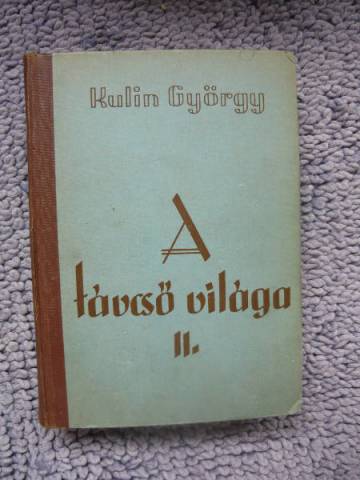 Kulin György
A
távcső világa
II.